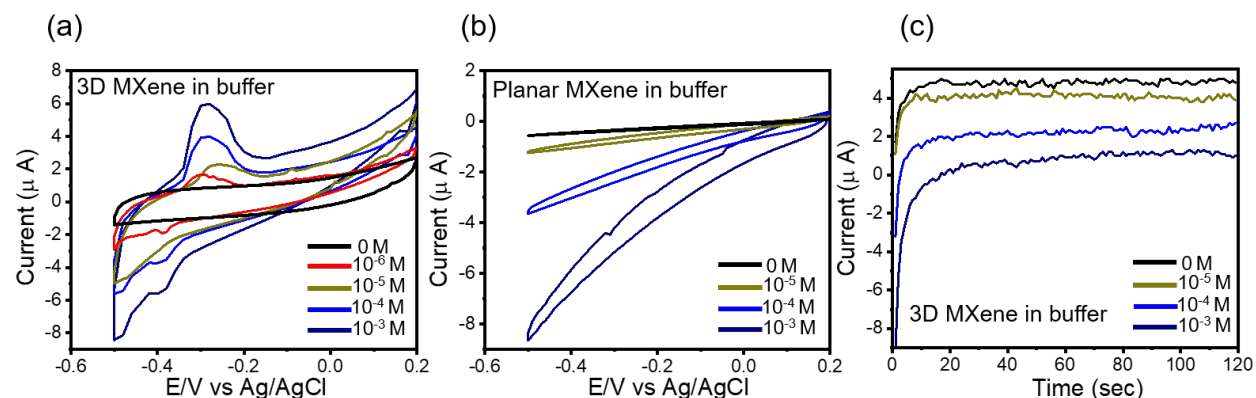 (a)
3D MXene in buffer
Current (μ A)
8
6
4
2
0
-2
-4
-6
-8
0 M
10⁻⁶ M
10⁻⁵ M
10⁻⁴ M
10⁻³ M
-0.6
-0.4
-0.2
0.0
0.2
E/V vs Ag/AgCl
(b)
Planar MXene in buffer
Current (μ A)
2
0
-2
-4
-6
-8
0 M
10⁻⁵ M
10⁻⁴ M
10⁻³ M
-0.6
-0.4
-0.2
0.0
0.2
E/V vs Ag/AgCl
(c)
Current (μ A)
4
2
0
-2
-4
-6
-8
0 M
10⁻⁵ M
10⁻⁴ M
10⁻³ M
3D MXene in buffer
0
20
40
60
80
100
120
Time (sec)